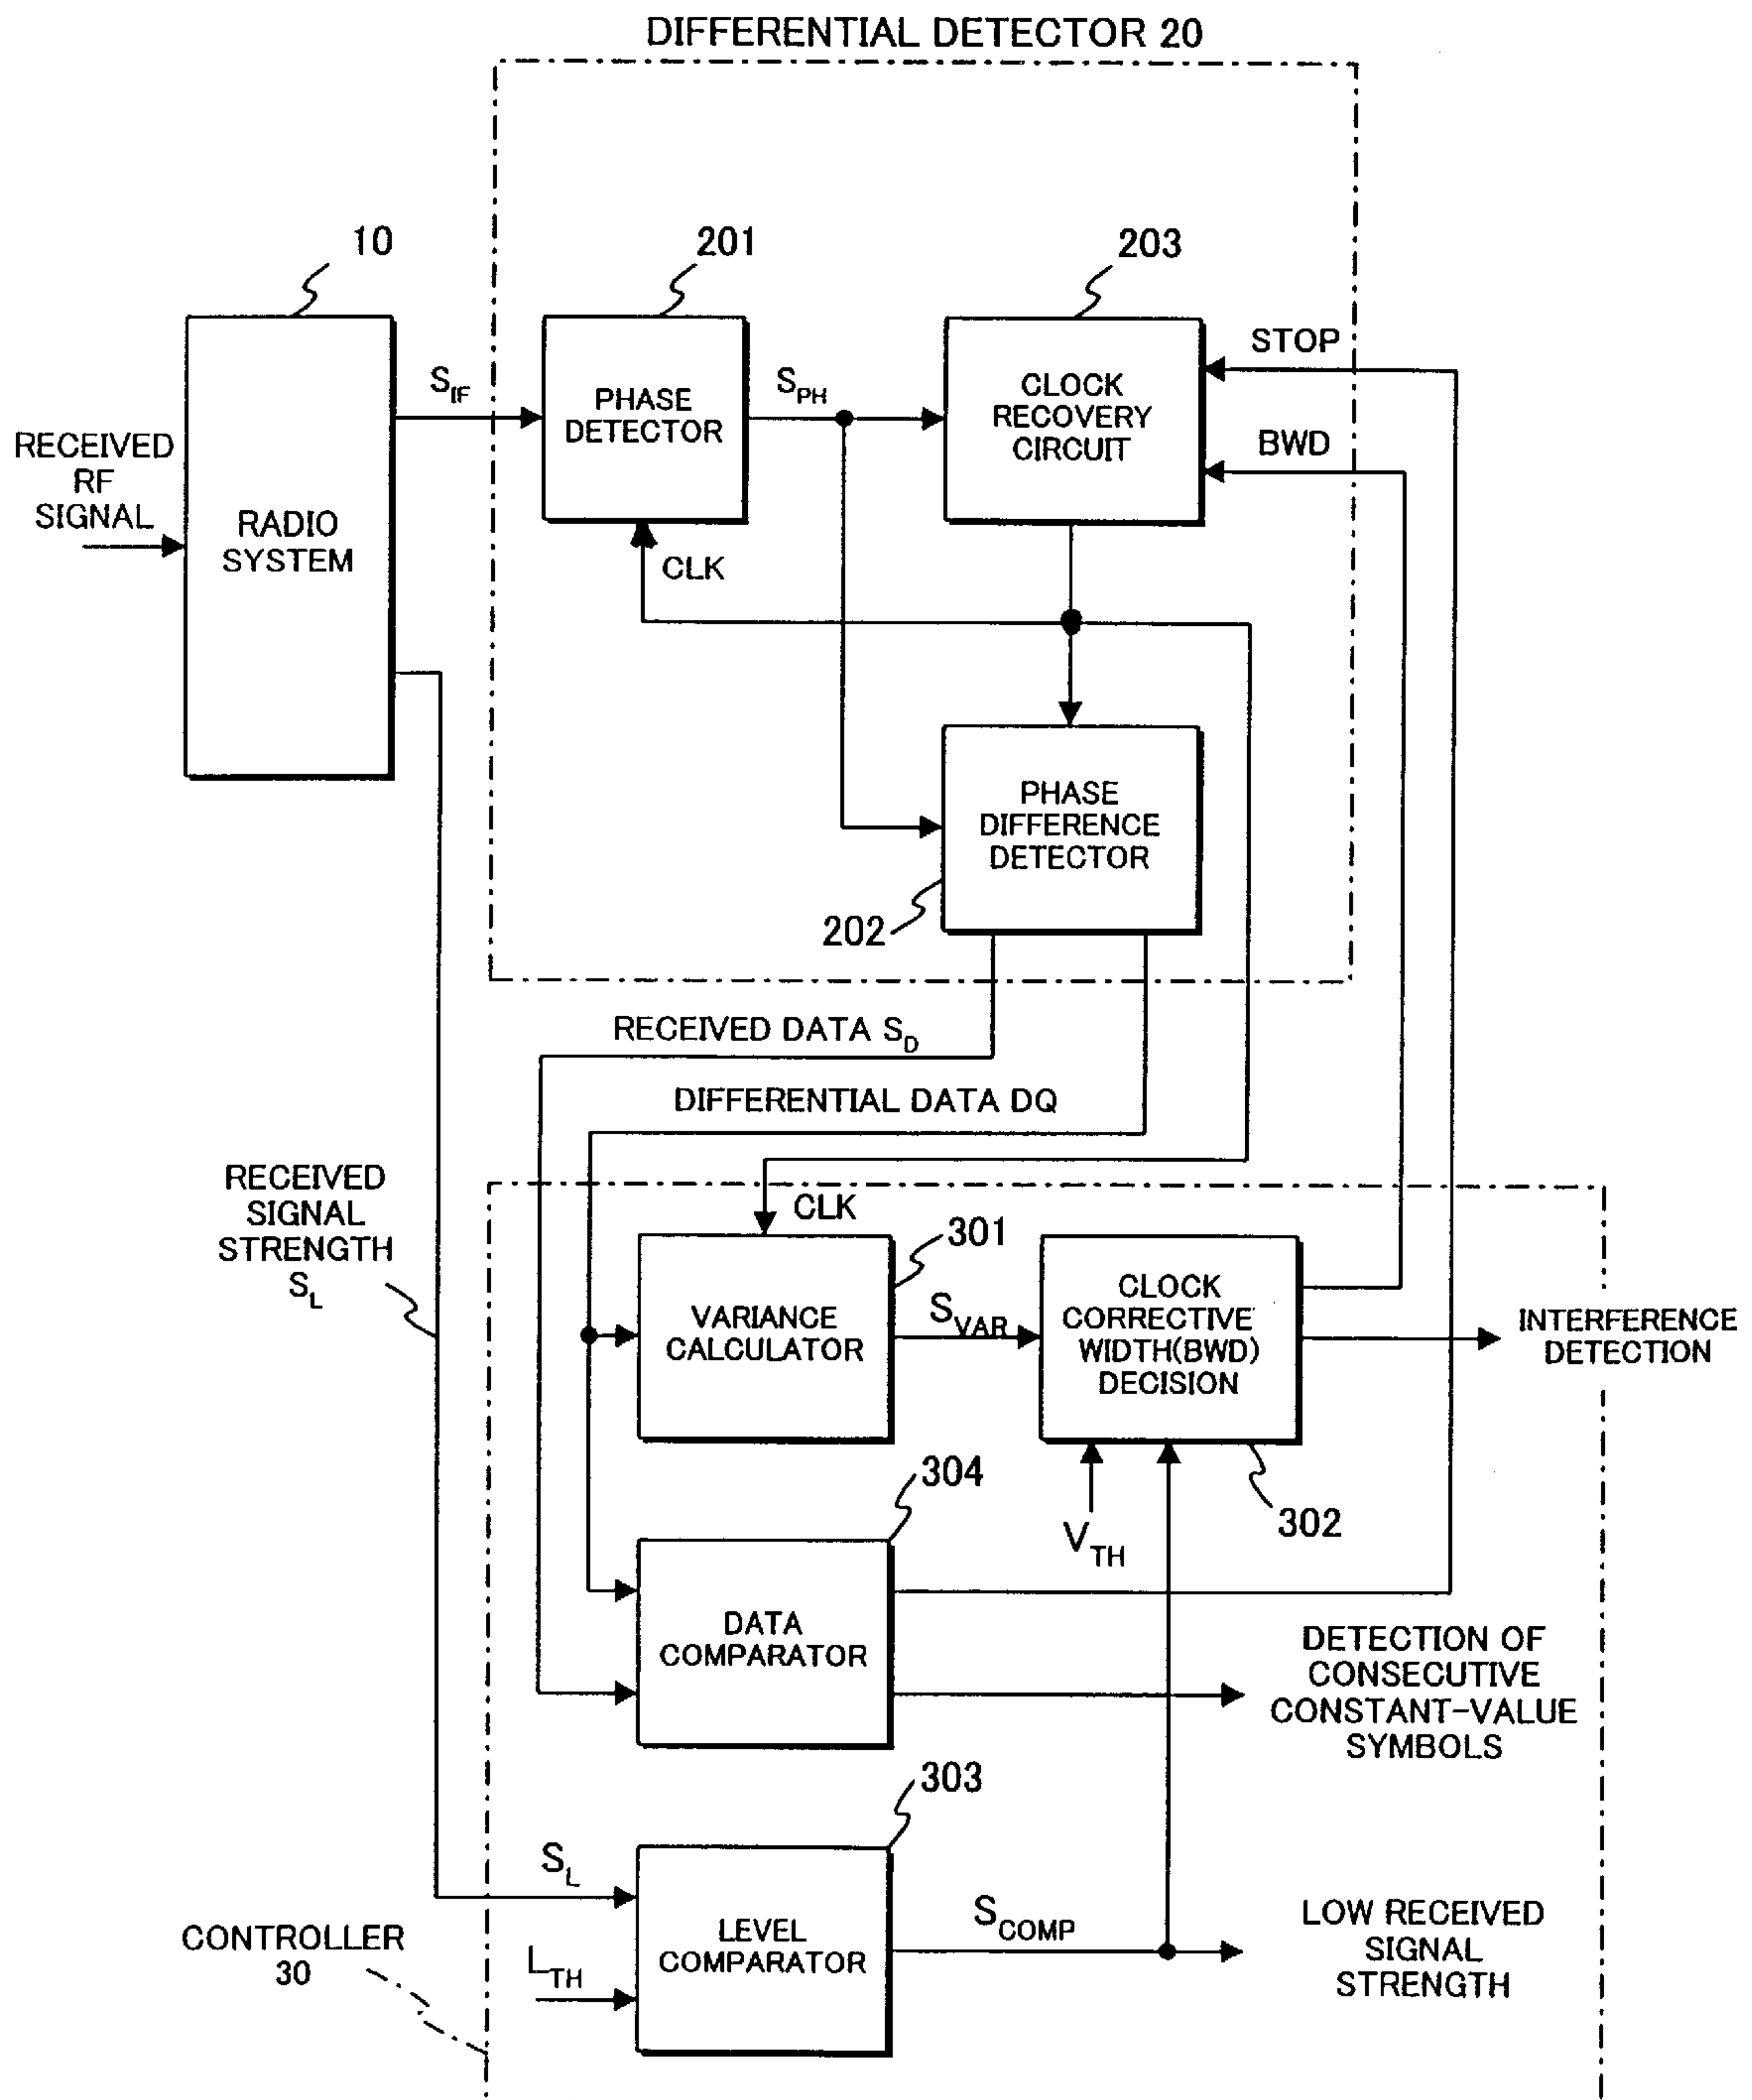 DIFFERENTIAL DETECTOR 20
10
201
203
STOP
S_IF
S_PH
PHASE
DETECTOR
CLOCK
RECOVERY
CIRCUIT
BWD
RECEIVED
RF
SIGNAL
RADIO
SYSTEM
CLK
PHASE
DIFFERENCE
DETECTOR
202
RECEIVED DATA S_D
DIFFERENTIAL DATA DQ
RECEIVED
SIGNAL
STRENGTH
S_L
CLK
301
VARIANCE
CALCULATOR
S_VAR
CLOCK
CORRECTIVE
WIDTH(BWD)
DECISION
INTERFERENCE
DETECTION
304
V_TH
302
DATA
COMPARATOR
DETECTION OF
CONSECUTIVE
CONSTANT-VALUE
SYMBOLS
303
S_L
LEVEL
COMPARATOR
S_COMP
LOW RECEIVED
SIGNAL
STRENGTH
CONTROLLER
30
L_TH